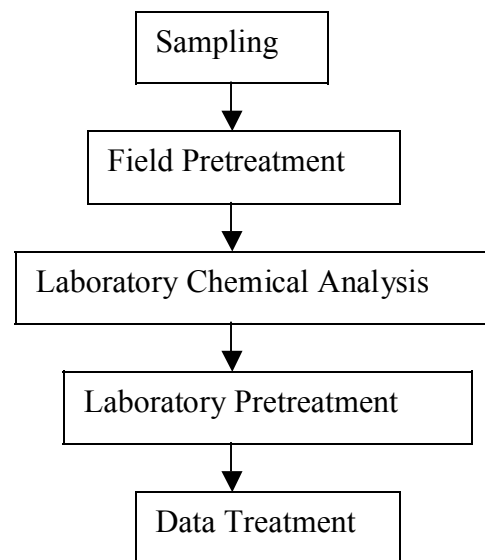 Sampling
Field Pretreatment
Laboratory Chemical Analysis
Laboratory Pretreatment
Data Treatment